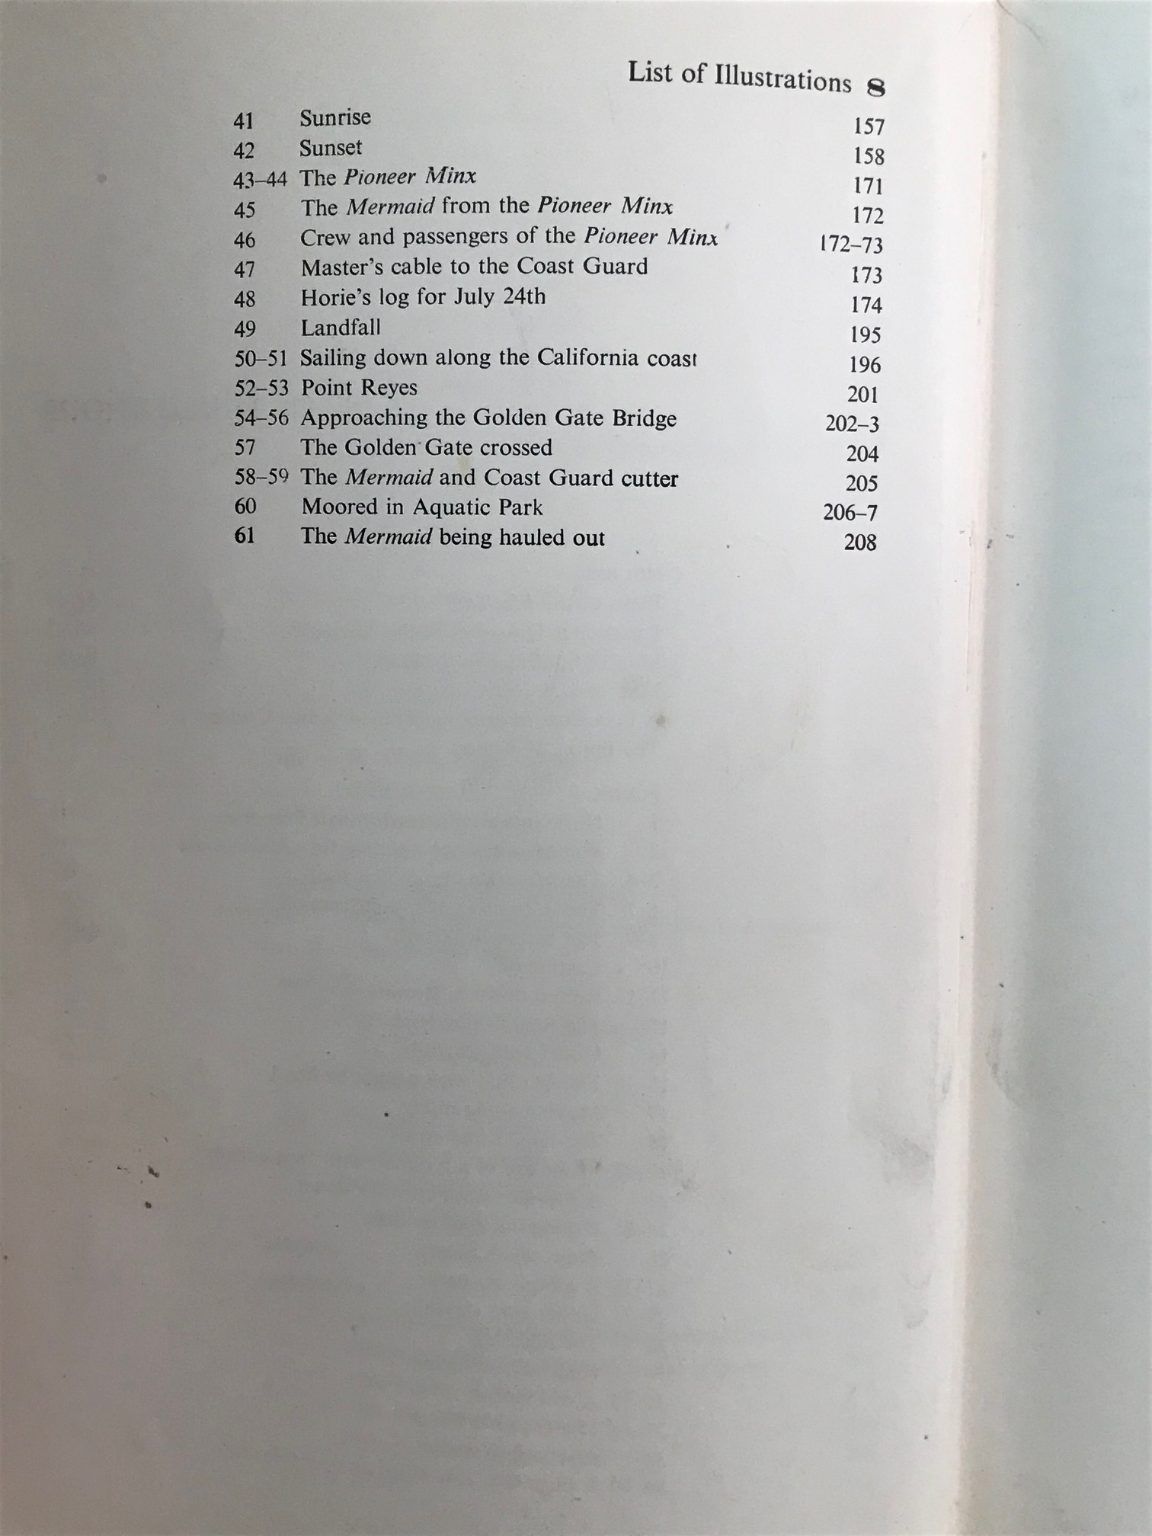 List of Illustrations 8
41 Sunrise 157
42 Sunset 158
43–44 The Pioneer Minx 171
45 The Mermaid from the Pioneer Minx 172
46 Crew and passengers of the Pioneer Minx 172–73
47 Master's cable to the Coast Guard 173
48 Horie's log for July 24th 174
49 Landfall 195
50–51 Sailing down along the California coast 196
52–53 Point Reyes 201
54–56 Approaching the Golden Gate Bridge 202–3
57 The Golden Gate crossed 204
58–59 The Mermaid and Coast Guard cutter 205
60 Moored in Aquatic Park 206–7
61 The Mermaid being hauled out 208